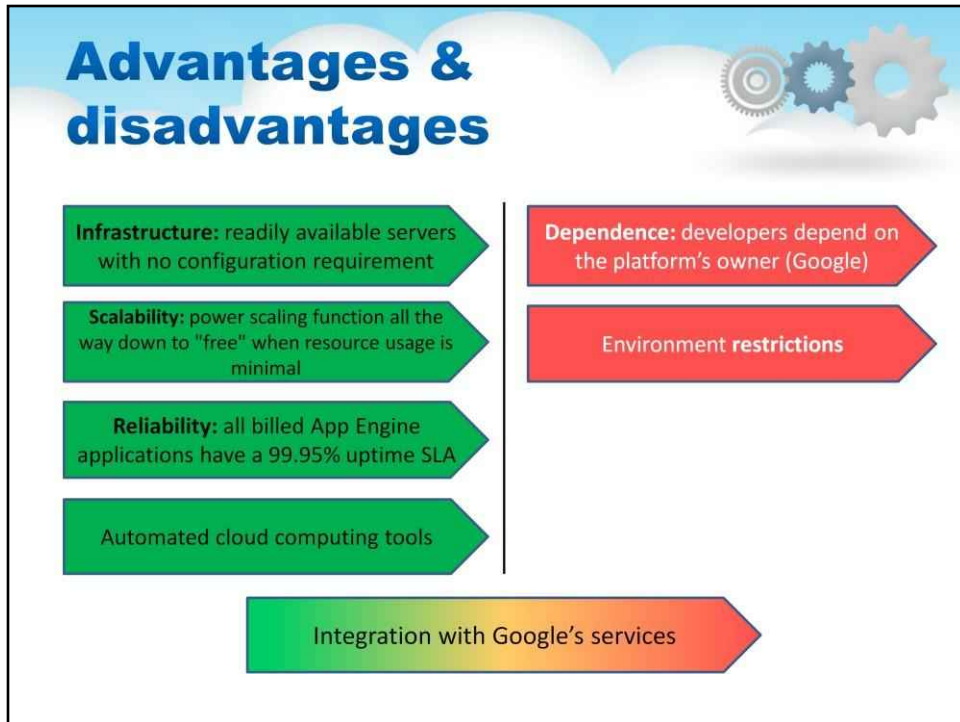 Advantages &
disadvantages
Infrastructure: readily available servers
with no configuration requirement
Scalability: power scaling function all the
way down to "free" when resource usage is
minimal
Reliability: all billed App Engine
applications have a 99.95% uptime SLA
Automated cloud computing tools
Dependence: developers depend on
the platform’s owner (Google)
Environment restrictions
Integration with Google’s services